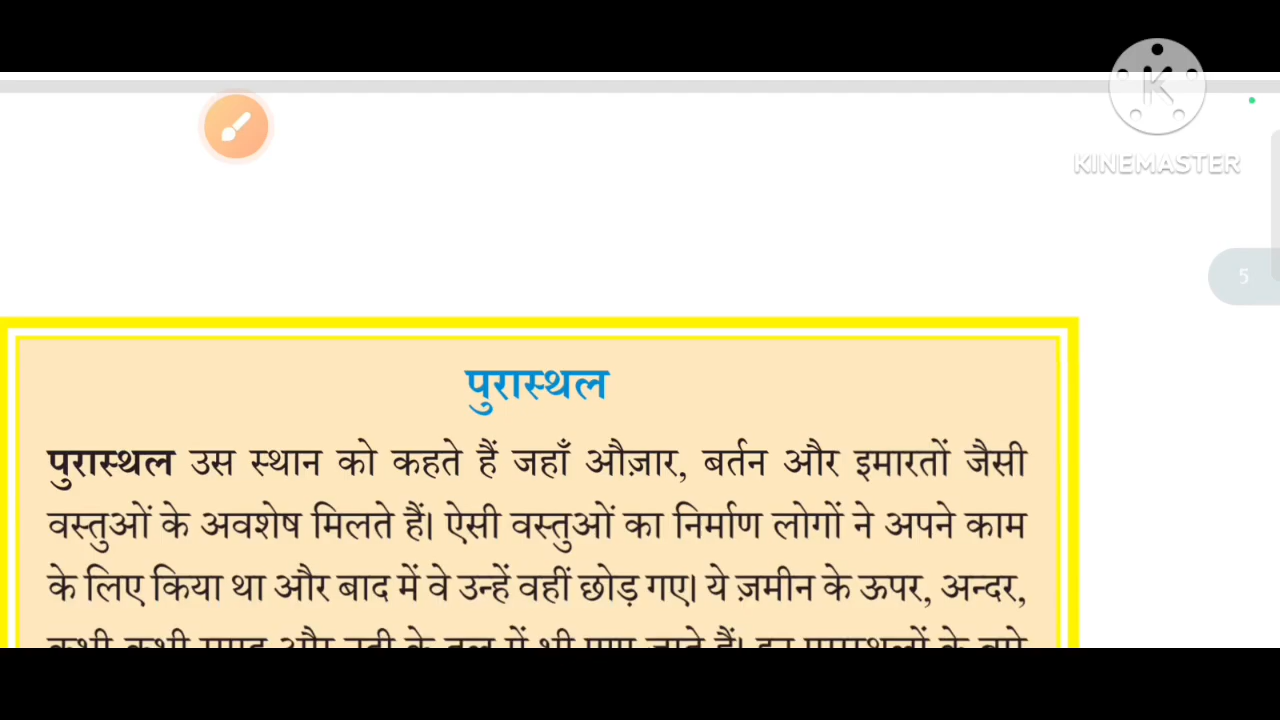 KINEMASTER
5
पुरास्थल
पुरास्थल उस स्थान को कहते हैं जहाँ औज़ार, बर्तन और इमारतों जैसी
वस्तुओं के अवशेष मिलते हैं। ऐसी वस्तुओं का निर्माण लोगों ने अपने काम
के लिए किया था और बाद में वे उन्हें वहीं छोड़ गए। ये ज़मीन के ऊपर, अन्दर,